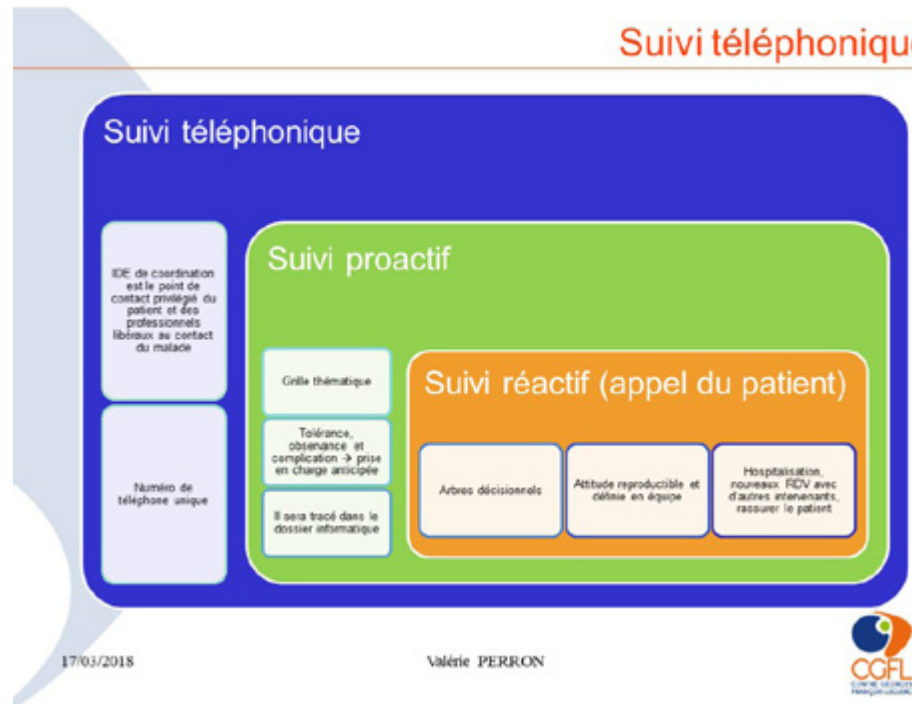 Suivi téléphoniqu
Suivi téléphonique
IDE de coordination
est le point de
contact privilégié du
patient et des
professionnels
libéraux au contact
du malade
Numéro de
téléphone unique
Suivi proactif
Grille thématique
Tolérance,
observance et
complication → prise
en charge anticipée
Il sera tracé dans le
dossier informatique
Suivi réactif (appel du patient)
Arbres décisionnels
Attitude reproductible et
définie en équipe
Hospitalisation,
nouveaux RDV avec
d'autres intervenants,
rassurer le patient
17/03/2018
Valérie PERRON
CGFL